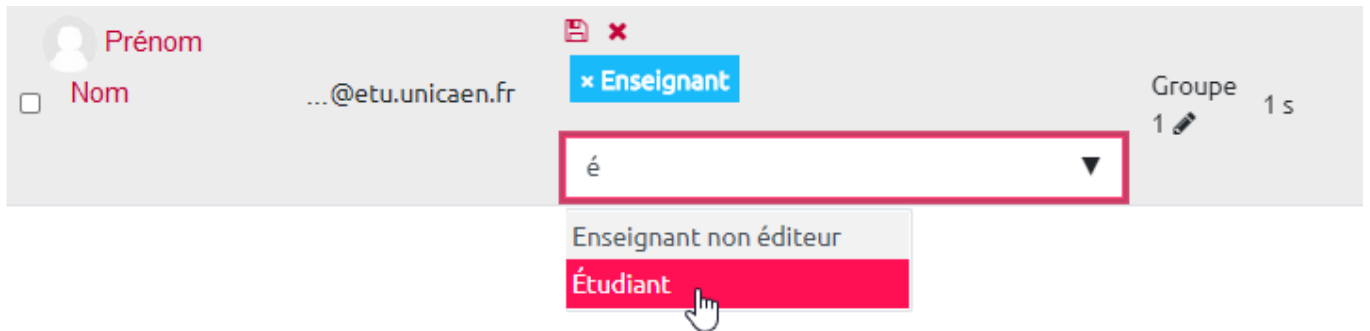 Prénom
Nom
...@etu.unicaen.fr
× Enseignant
é
Enseignant non éditeur
Étudiant
Groupe
1
1 s